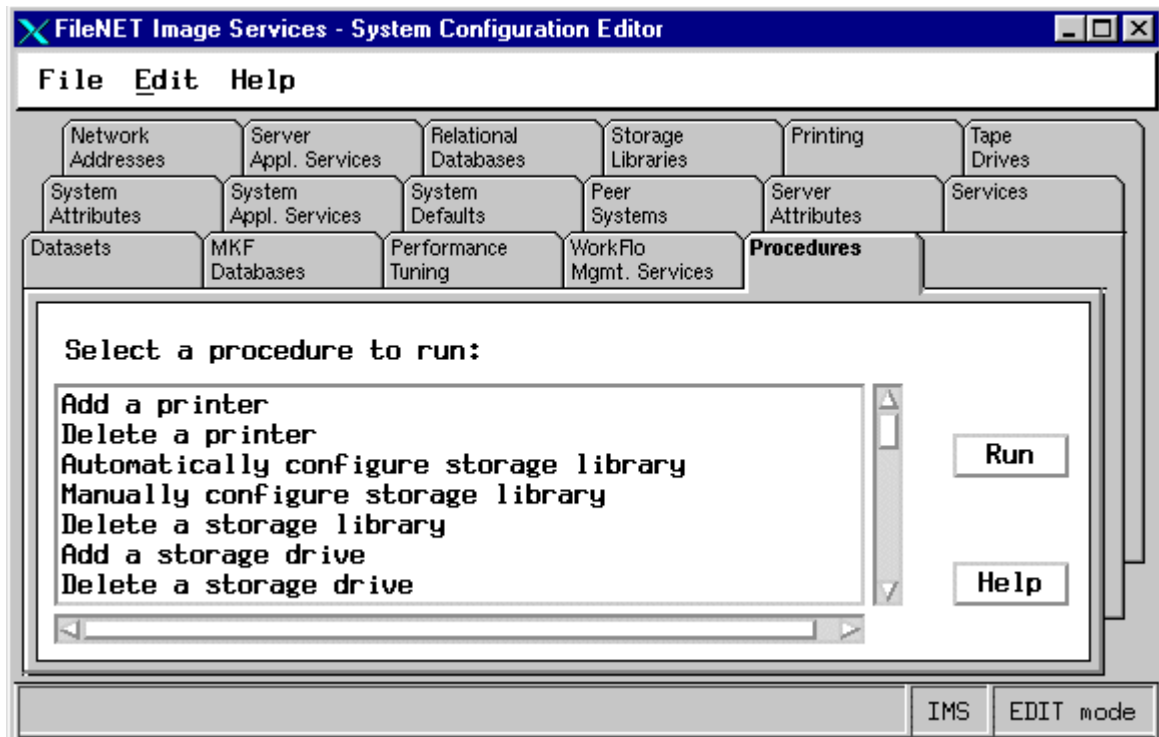 FileNET Image Services - System Configuration Editor
File Edit Help
Network Addresses
Server Appl. Services
Relational Databases
Storage Libraries
Printing
Tape Drives
System Attributes
System Appl. Services
System Defaults
Peer Systems
Server Attributes
Services
Datasets
MKF Databases
Performance Tuning
WorkFlo Mgmt. Services
Procedures
Select a procedure to run:
Add a printer
Delete a printer
Automatically configure storage library
Manually configure storage library
Delete a storage library
Add a storage drive
Delete a storage drive
Run
Help
IMS
EDIT mode